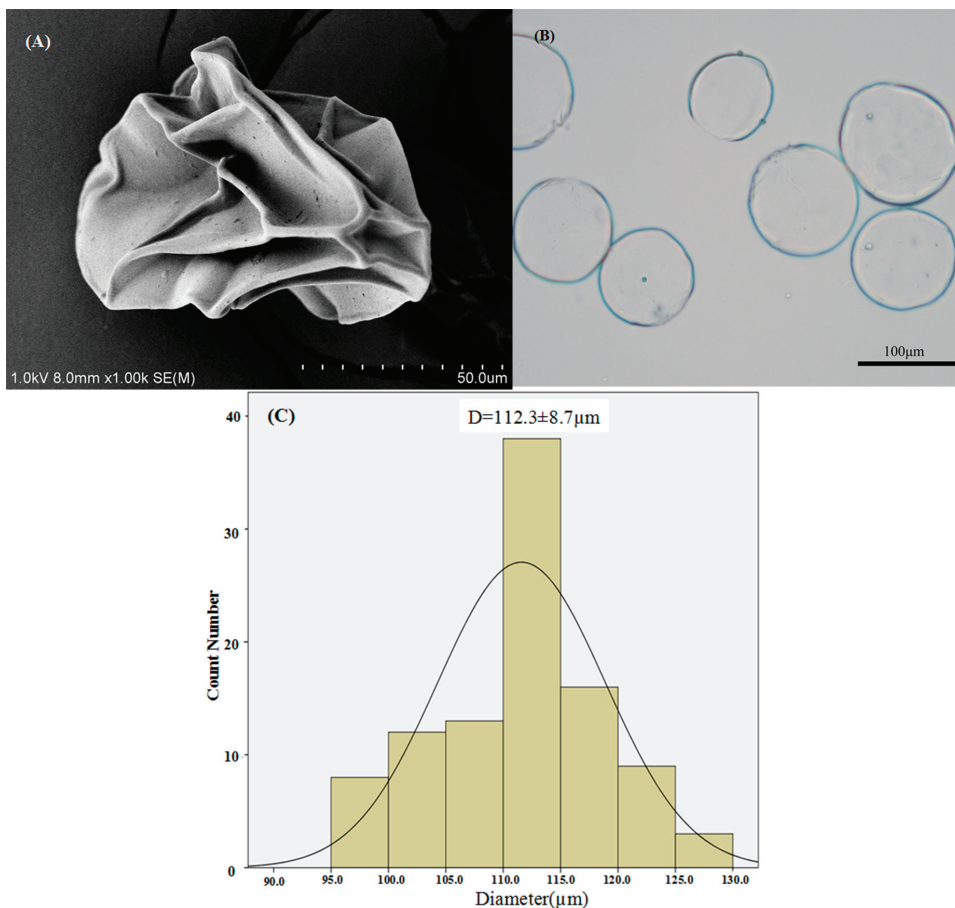 (A)
1.0kV 8.0mm x1.00k SE(M)
50.0um
(B)
100μm
(C)
D=112.3±8.7μm
Count Number
40
30
20
10
0
90.0 95.0 100.0 105.0 110.0 115.0 120.0 125.0 130.0
Diameter(μm)